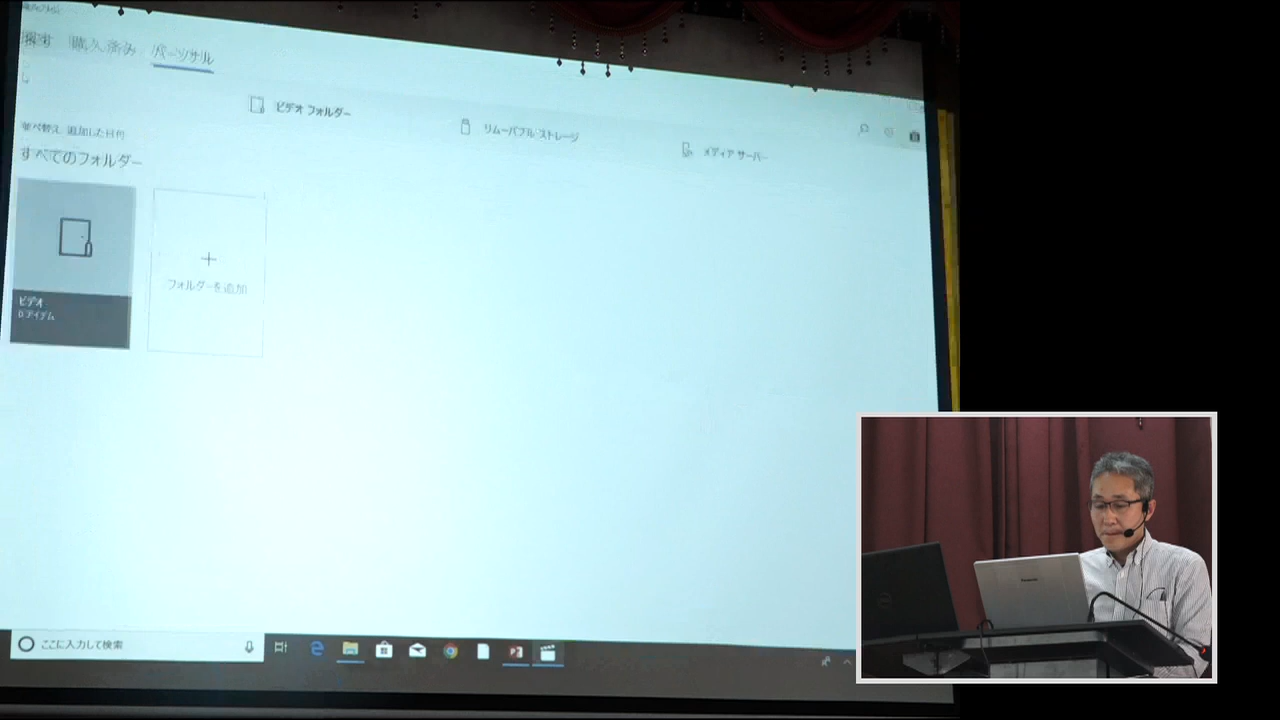 探す 購入済み パーソナル
ビデオ フォルダー
リムーバブル ストレージ
メディア サーバー
並べ替え 追加した日付
すべてのフォルダー
ビデオ
0 アイテム
フォルダーを追加
ここに入力して検索
Panasonic